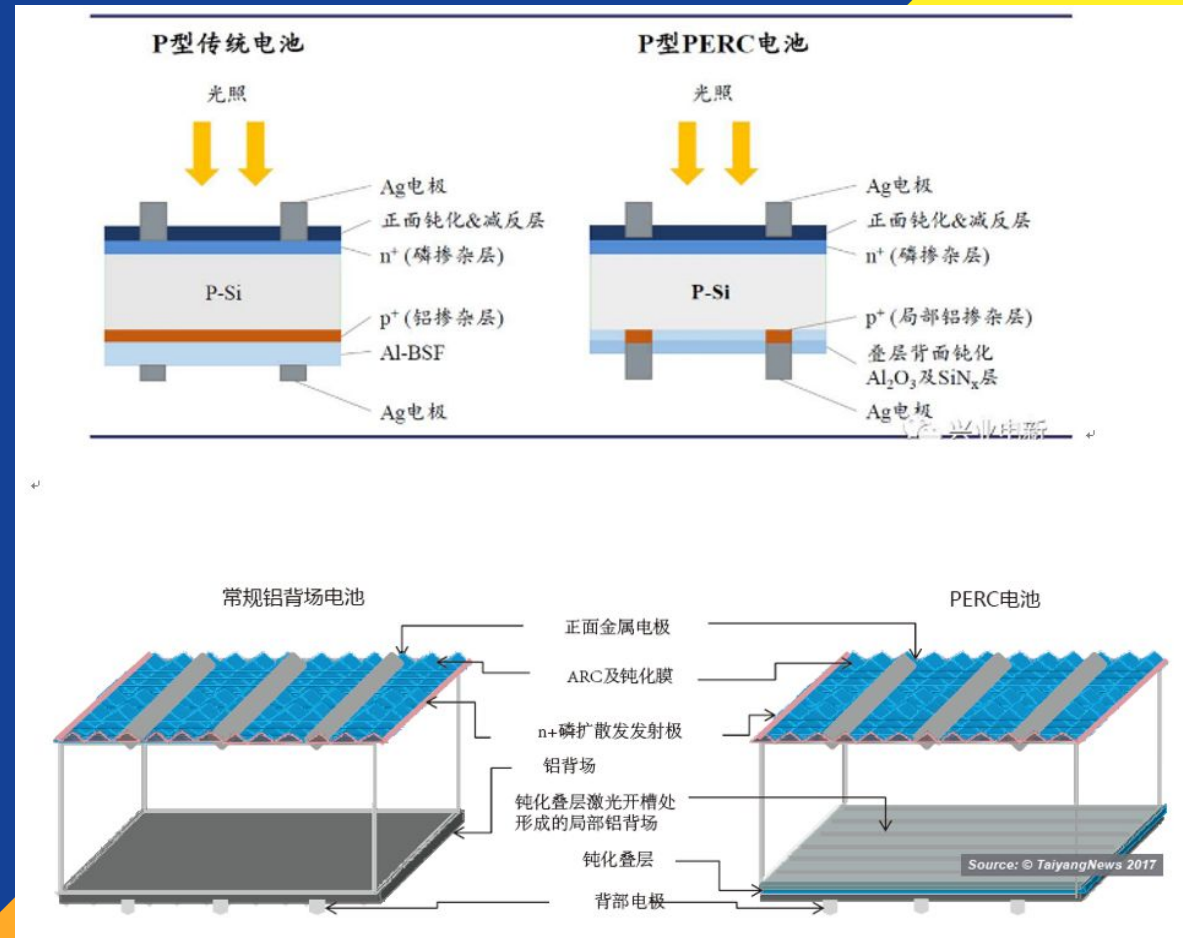 P型传统电池
P型PERC电池
光照
光照
Ag电极
正面钝化&减反层
n⁺(磷掺杂层)
P-Si
p⁺(铝掺杂层)
Al-BSF
Ag电极
Ag电极
正面钝化&减反层
n⁺(磷掺杂层)
P-Si
p⁺(局部铝掺杂层)
叠层背面钝化
Al₂O₃及SiNₓ层
Ag电极
兴业电新
常规铝背场电池
PERC电池
正面金属电极
ARC及钝化膜
n+磷扩散发发射极
铝背场
钝化叠层激光开槽处
形成的局部铝背场
钝化叠层
背部电极
Source: © TaiyangNews 2017